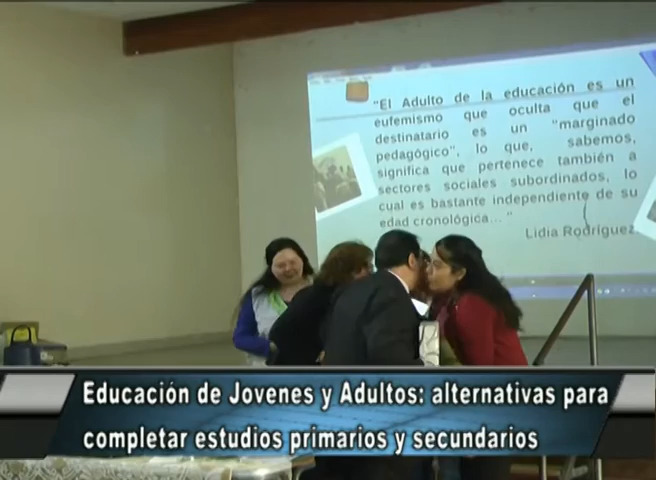 "El Adulto de la educación es un
eufemismo que oculta que el
destinatario es un "marginado
pedagógico", lo que, sabemos,
significa que pertenece también a
sectores sociales subordinados, lo
cual es bastante independiente de su
edad cronológica..."
Lidia Rodríguez
Educación de Jovenes y Adultos: alternativas para
completar estudios primarios y secundarios